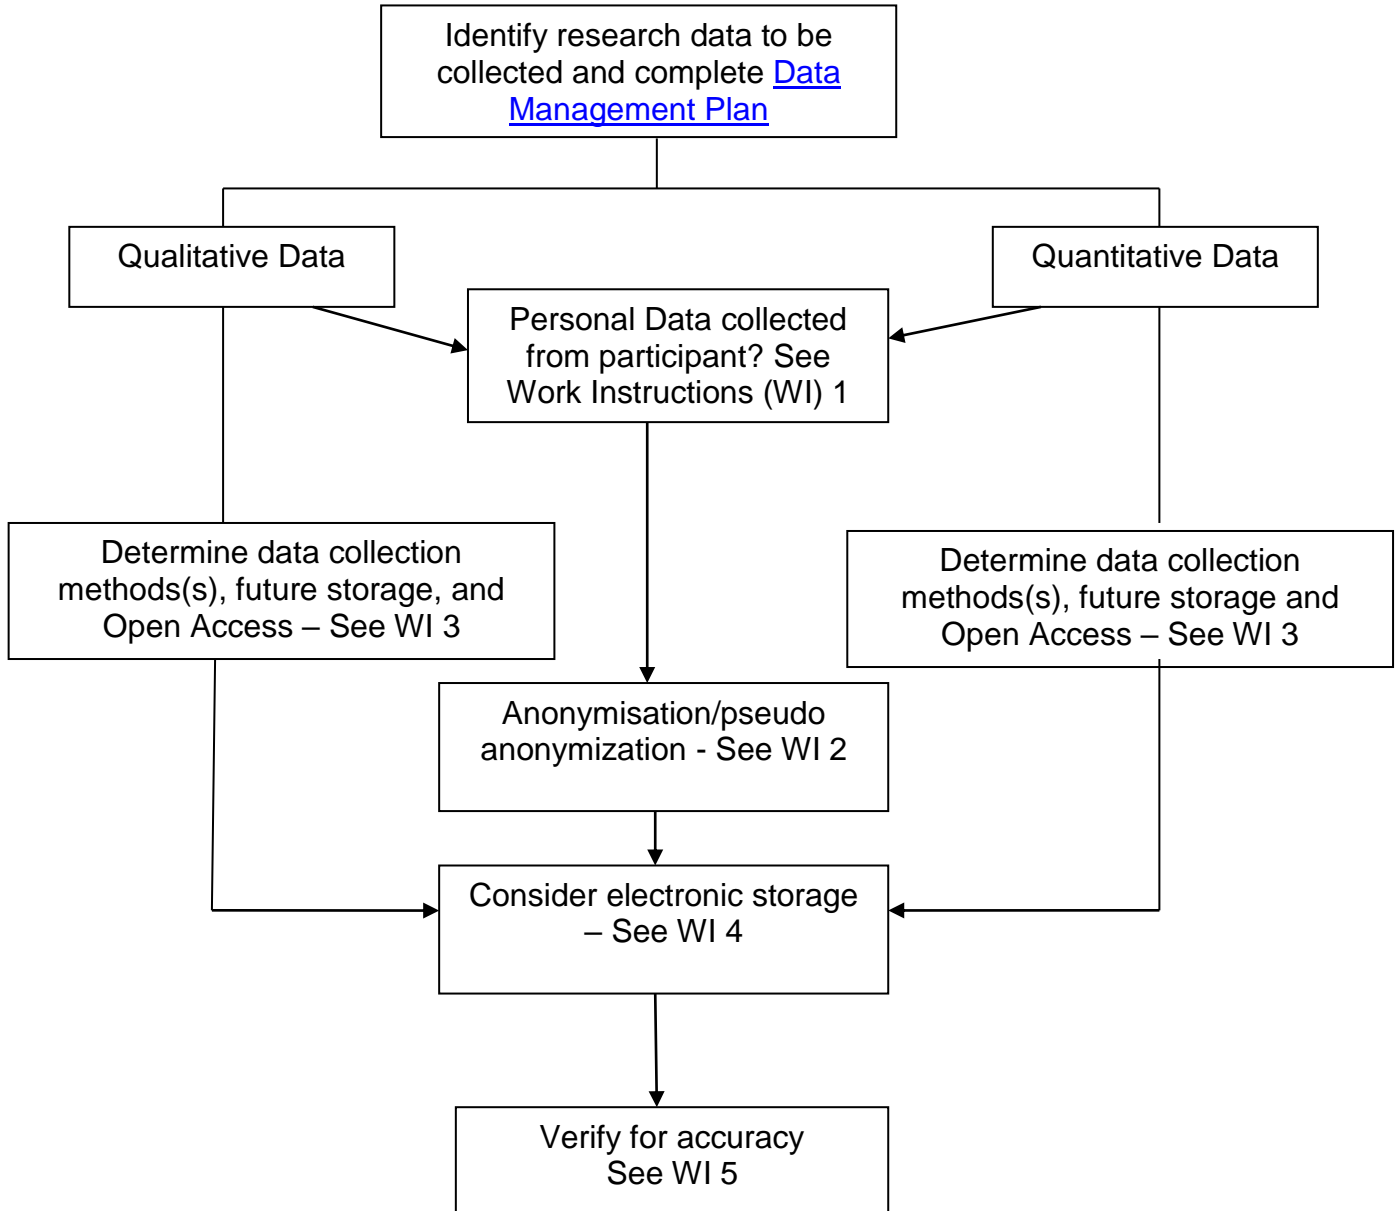 Identify research data to be
collected and complete Data
Management Plan
Qualitative Data
Quantitative Data
Personal Data collected
from participant? See
Work Instructions (WI) 1
Determine data collection
methods(s), future storage, and
Open Access – See WI 3
Determine data collection
methods(s), future storage and
Open Access – See WI 3
Anonymisation/pseudo
anonymization - See WI 2
Consider electronic storage
– See WI 4
Verify for accuracy
See WI 5